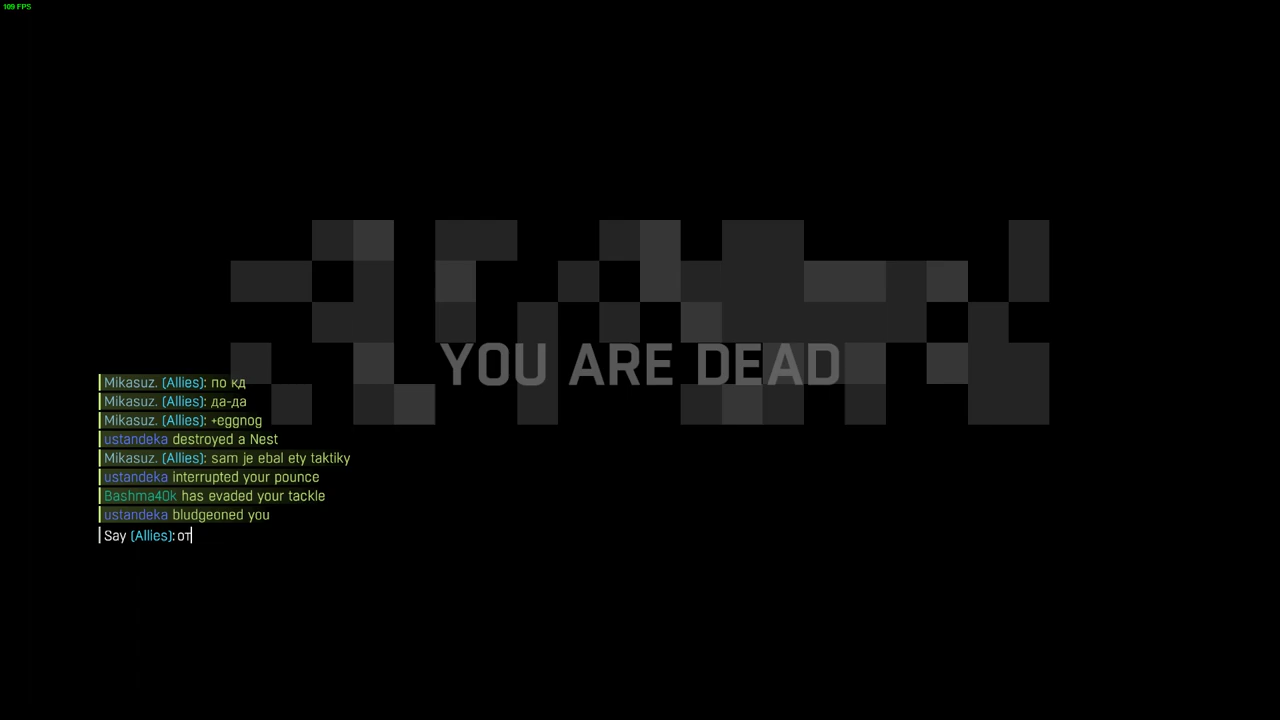 109 FPS
YOU ARE DEAD
Mikasuz. (Allies): по кд
Mikasuz. (Allies): да-да
Mikasuz. (Allies): +eggnog
ustandeka destroyed a Nest
Mikasuz. (Allies): sam je ebal ety taktiky
ustandeka interrupted your pounce
Bashma40k has evaded your tackle
ustandeka bludgeoned you
Say (Allies): от